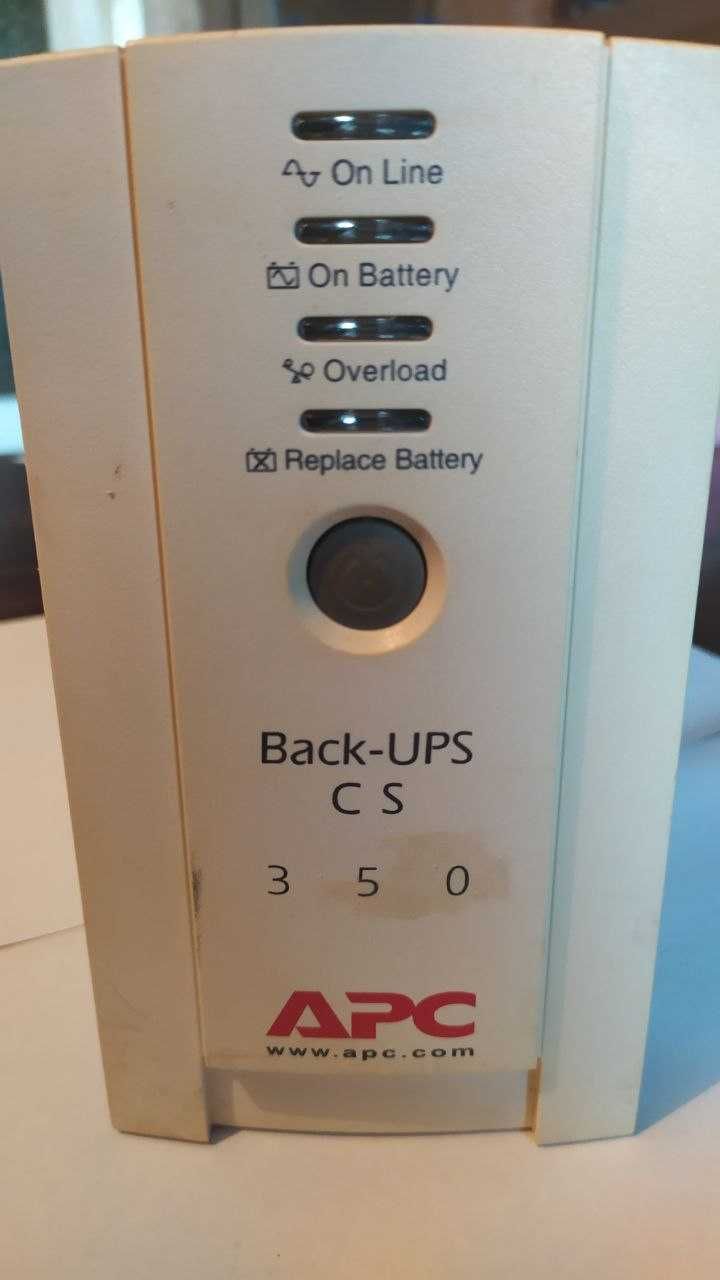 On Line
On Battery
Overload
Replace Battery
Back-UPS
CS
350
APC
www.apc.com